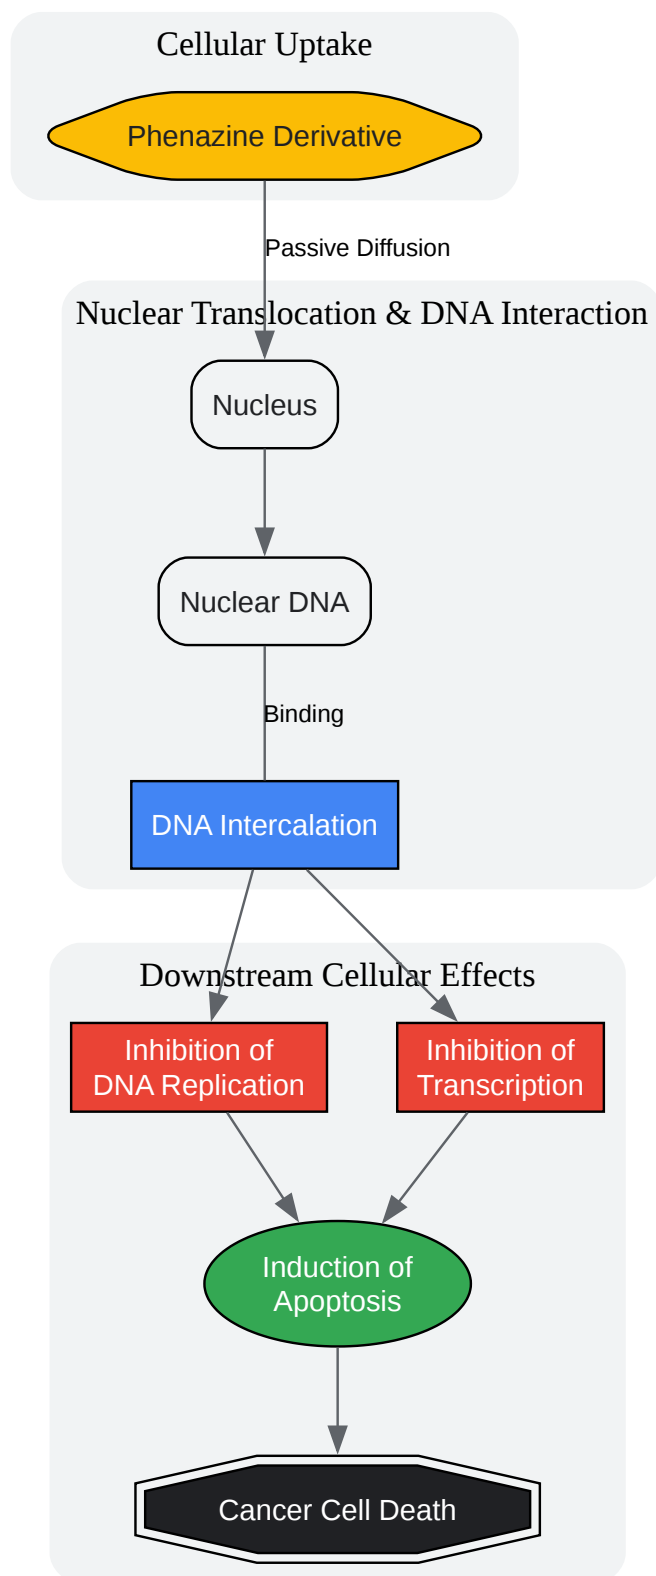 Cellular Uptake
Phenazine Derivative
Passive Diffusion
Nuclear Translocation & DNA Interaction
Nucleus
Nuclear DNA
Binding
DNA Intercalation
Downstream Cellular Effects
Inhibition of
DNA Replication
Inhibition of
Transcription
Induction of
Apoptosis
Cancer Cell Death